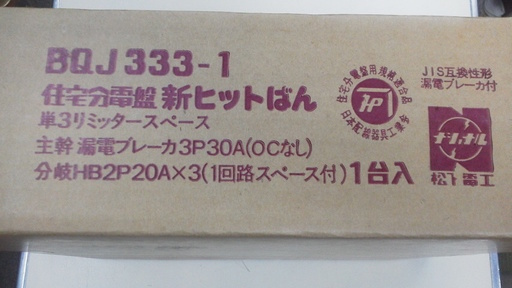 BQJ 333-1
住宅分電盤 新ヒットばん
単3リミッタースペース
主幹 漏電ブレーカ3P30A(OCなし)
分岐HB2P20A×3(1回路スペース付)1台入
住宅分電盤用規格適合品
HP
日本配線器具工業会
JIS互換性形
漏電ブレーカ付
ナショナル
松下電工